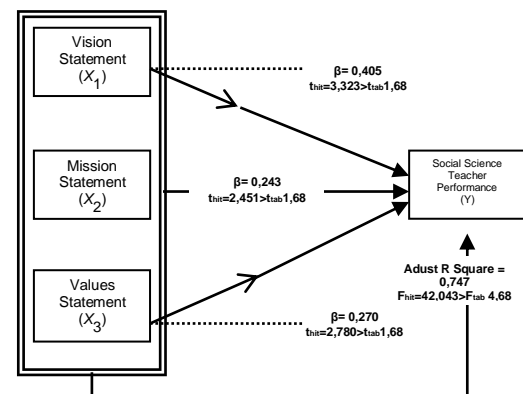 Vision
Statement
(X1)
β= 0,405
thit=3,323>ttab1,68
Mission
Statement
(X2)
β= 0,243
thit=2,451>ttab1,68
Social Science
Teacher
Performance
(Y)
Values
Statement
(X3)
β= 0,270
thit=2,780>ttab1,68
Adust R Square =
0,747
Fhit=42,043>Ftab 4,68